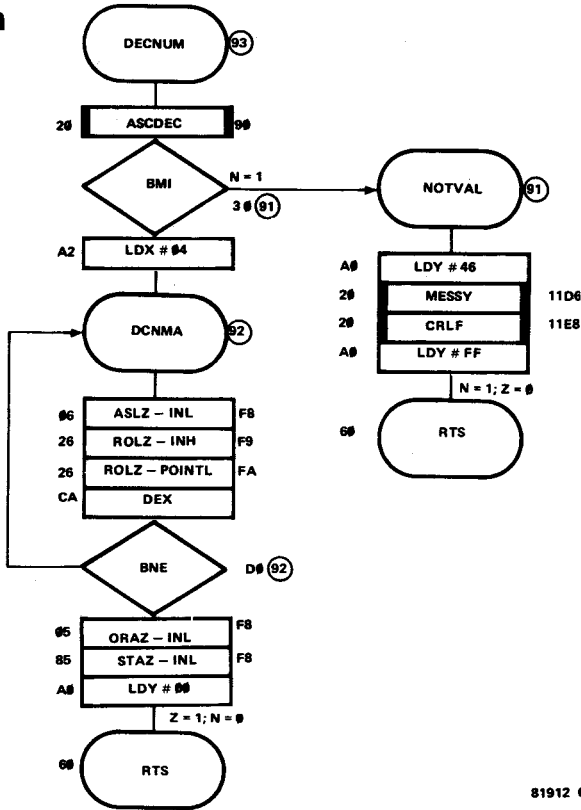 n
DECNUM 93
20 ASCDEC 90
BMI N = 1
30 91
A2 LDX # 04
DCNMA 92
06 ASLZ – INL F8
26 ROLZ – INH F9
26 ROLZ – POINTL FA
CA DEX
BNE D0 92
05 ORAZ – INL F8
85 STAZ – INL F8
A0 LDY # 00
Z = 1; N = 0
60 RTS
NOTVAL 91
A0 LDY # 46
20 MESSY 11D6
20 CRLF 11E8
A0 LDY # FF
N = 1; Z = 0
60 RTS
81912